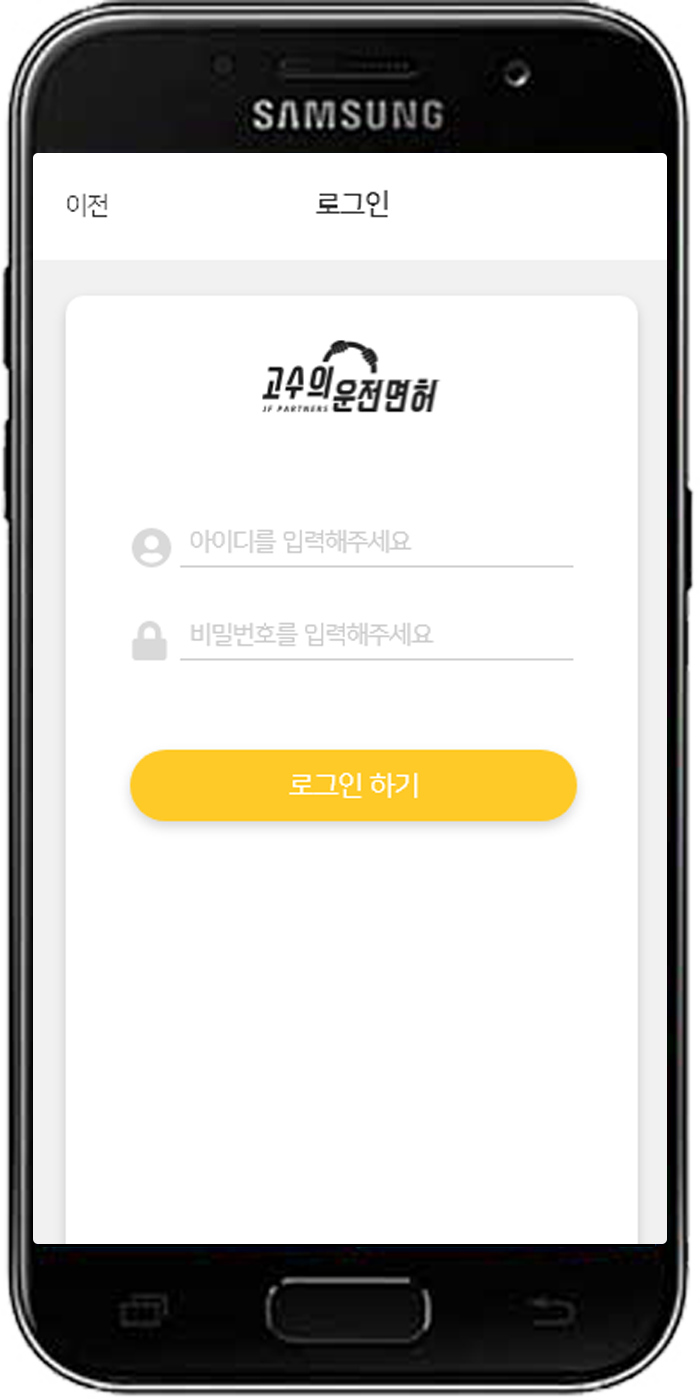 SAMSUNG
이전
로그인
고수의
운전면허
JF PARTNERS
아이디를 입력해주세요
비밀번호를 입력해주세요
로그인 하기